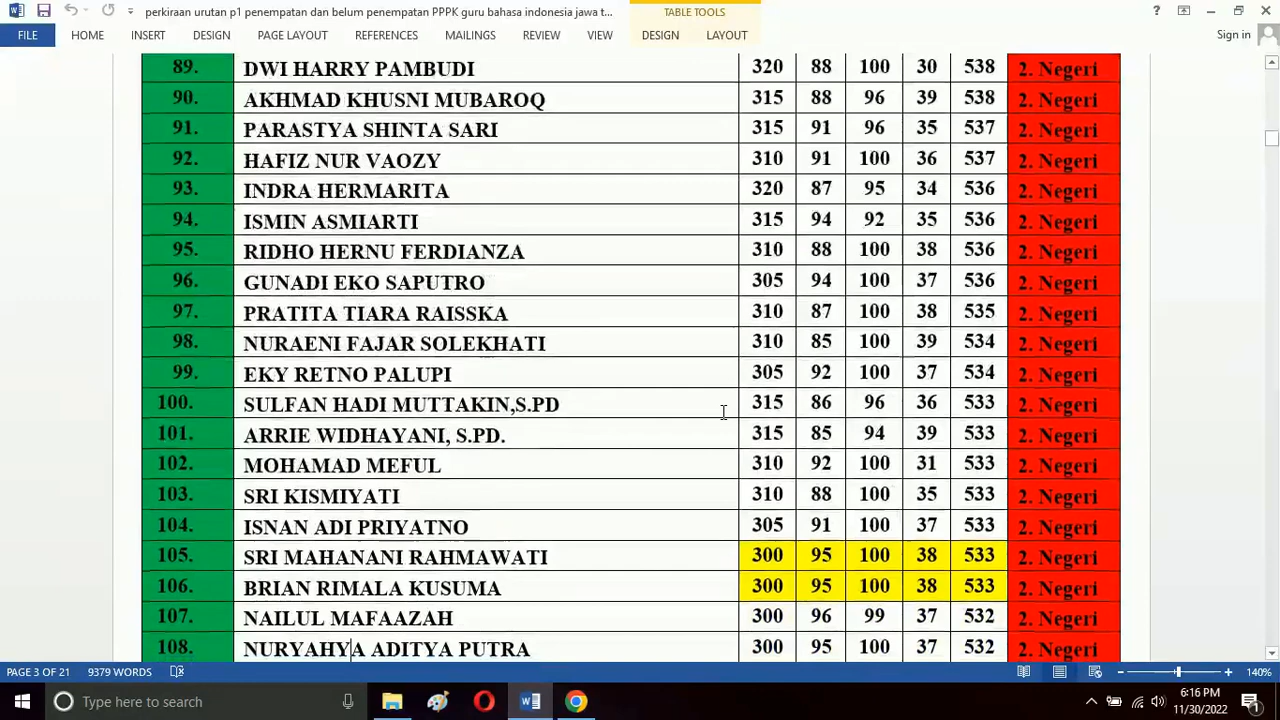 perkiraan urutan p1 penempatan dan belum penempatan PPPK guru bahasa indonesia jawa t...
TABLE TOOLS
?
FILE HOME INSERT DESIGN PAGE LAYOUT REFERENCES MAILINGS REVIEW VIEW DESIGN LAYOUT Sign in
89. DWI HARRY PAMBUDI 320 88 100 30 538 2. Negeri
90. AKHMAD KHUSNI MUBAROQ 315 88 96 39 538 2. Negeri
91. PARASTYA SHINTA SARI 315 91 96 35 537 2. Negeri
92. HAFIZ NUR VAOZY 310 91 100 36 537 2. Negeri
93. INDRA HERMARITA 320 87 95 34 536 2. Negeri
94. ISMIN ASMIARTI 315 94 92 35 536 2. Negeri
95. RIDHO HERNU FERDIANZA 310 88 100 38 536 2. Negeri
96. GUNADI EKO SAPUTRO 305 94 100 37 536 2. Negeri
97. PRATITA TIARA RAISSKA 310 87 100 38 535 2. Negeri
98. NURAENI FAJAR SOLEKHATI 310 85 100 39 534 2. Negeri
99. EKY RETNO PALUPI 305 92 100 37 534 2. Negeri
100. SULFAN HADI MUTTAKIN,S.PD 315 86 96 36 533 2. Negeri
101. ARRIE WIDHAYANI, S.PD. 315 85 94 39 533 2. Negeri
102. MOHAMAD MEFUL 310 92 100 31 533 2. Negeri
103. SRI KISMIYATI 310 88 100 35 533 2. Negeri
104. ISNAN ADI PRIYATNO 305 91 100 37 533 2. Negeri
105. SRI MAHANANI RAHMAWATI 300 95 100 38 533 2. Negeri
106. BRIAN RIMALA KUSUMA 300 95 100 38 533 2. Negeri
107. NAILUL MAFAAZAH 300 96 99 37 532 2. Negeri
108. NURYAHYA ADITYA PUTRA 300 95 100 37 532 2. Negeri
PAGE 3 OF 21 9379 WORDS 140%
Type here to search
6:16 PM
11/30/2022
1